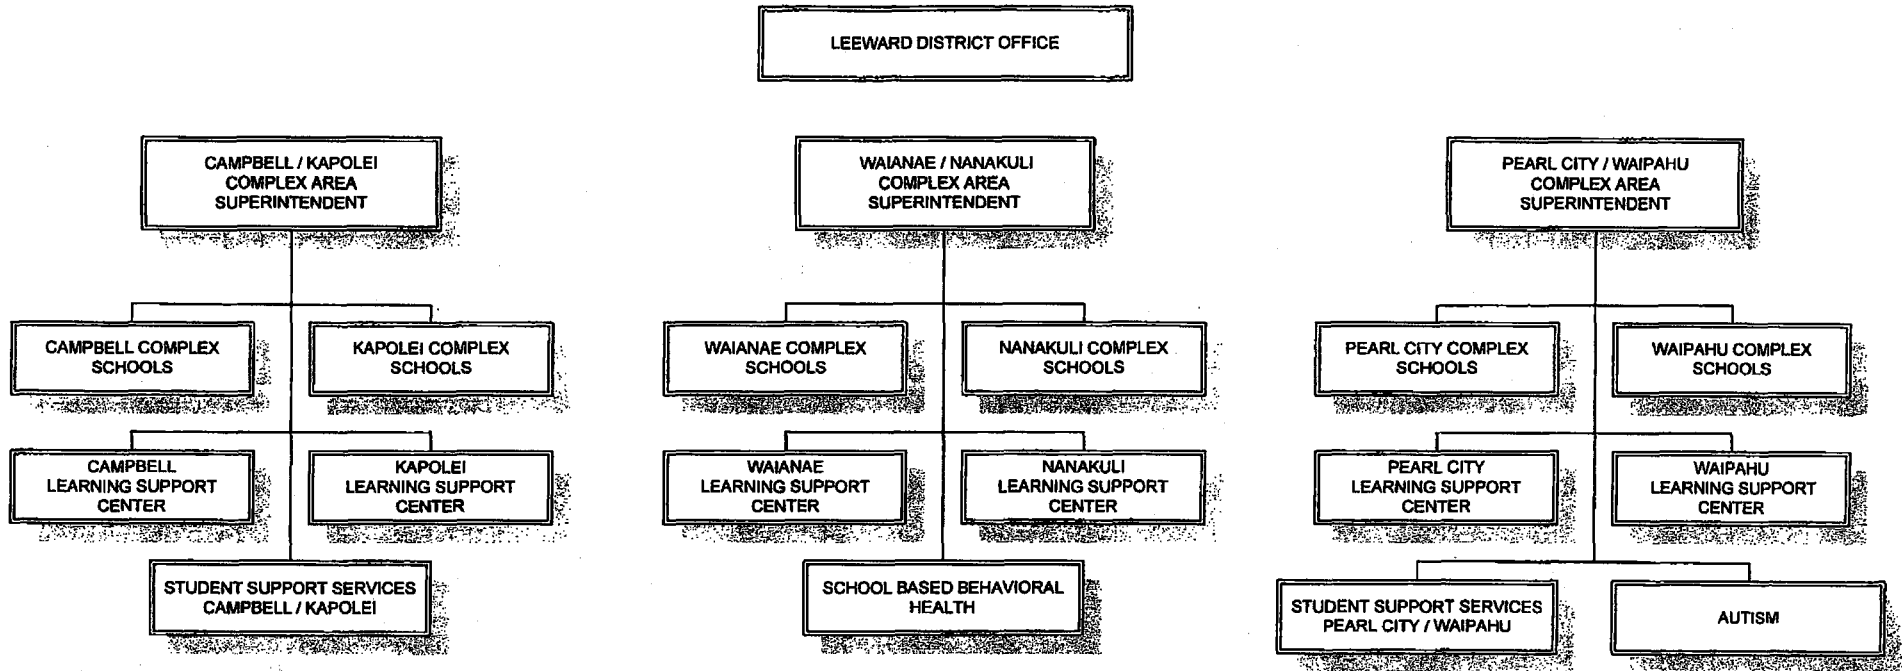 LEEWARD DISTRICT OFFICE
CAMPBELL / KAPOLEI
COMPLEX AREA
SUPERINTENDENT
WAIANAE / NANAKULI
COMPLEX AREA
SUPERINTENDENT
PEARL CITY / WAIPAHU
COMPLEX AREA
SUPERINTENDENT
CAMPBELL COMPLEX
SCHOOLS
KAPOLEI COMPLEX
SCHOOLS
WAIANAE COMPLEX
SCHOOLS
NANAKULI COMPLEX
SCHOOLS
PEARL CITY COMPLEX
SCHOOLS
WAIPAHU COMPLEX
SCHOOLS
CAMPBELL
LEARNING SUPPORT
CENTER
KAPOLEI
LEARNING SUPPORT
CENTER
WAIANAE
LEARNING SUPPORT
CENTER
NANAKULI
LEARNING SUPPORT
CENTER
PEARL CITY
LEARNING SUPPORT
CENTER
WAIPAHU
LEARNING SUPPORT
CENTER
STUDENT SUPPORT SERVICES
CAMPBELL / KAPOLEI
SCHOOL BASED BEHAVIORAL
HEALTH
STUDENT SUPPORT SERVICES
PEARL CITY / WAIPAHU
AUTISM